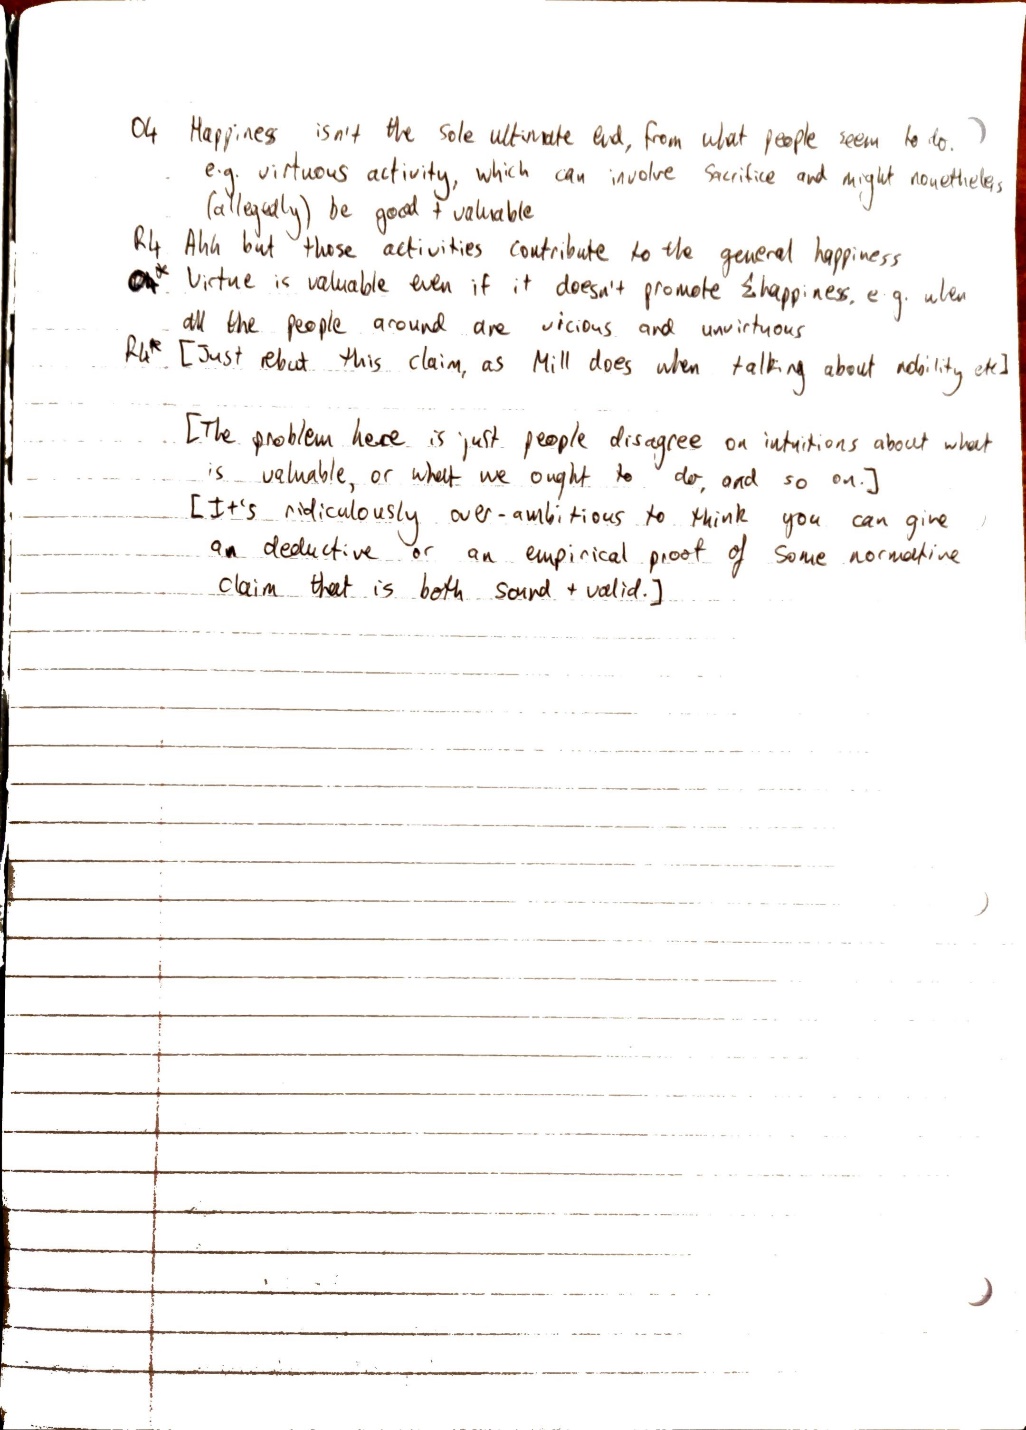 O4 Happiness isn't the sole ultimate end, from what people seem to do.
e.g. virtuous activity, which can involve sacrifice and might nonetheless
(allegedly) be good + valuable
R4 Ahh but those activities contribute to the general happiness
O4* Virtue is valuable even if it doesn't promote Σhappiness, e.g. when
all the people around are vicious and unvirtuous
R4* [Just rebut this claim, as Mill does when talking about nobility etc]
[The problem here is just people disagree on intuitions about what
is valuable, or what we ought to do, and so on.]
[It's ridiculously over-ambitious to think you can give
an deductive or an empirical proof of some normative
claim that is both sound + valid.]